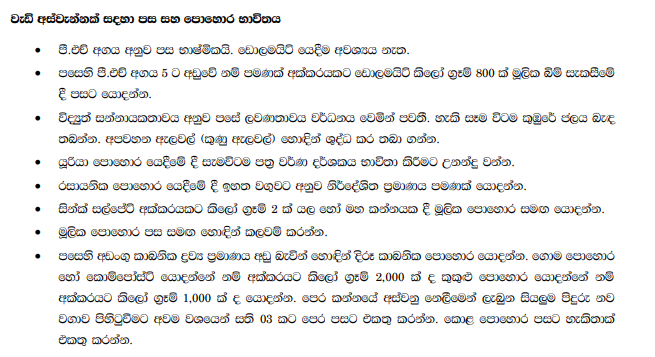 වැඩි අස්වැන්නක් සඳහා පස සහ පොහොර භාවිතය
• පී.එච් අගය අනුව පස භාෂ්මිකයි. ඩොලමයිට් යෙදීම අවශ්‍යය නැත.
• පසෙහි පී.එච් අගය 5 ට අඩුවේ නම් පමණක් අක්කරයකට ඩොලමයිට් කිලෝ ග්‍රෑම් 800 ක් මූලික බිම් සැකසීමේ
දී පසට යොදන්න.
• විද්‍යුත් සන්නායකතාවය අනුව පසේ ලවණතාවය වර්ධනය වෙමින් පවතී. හැකි සෑම විටම කුඹුරේ ජලය බැඳ
තබන්න. අපවහන ඇලවල් (කුණු ඇලවල්) හොඳින් ශුද්ධ කර තබා ගන්න.
• යූරියා පොහොර යෙදීමේ දී සැමවිටම පත්‍ර වර්ණ දර්ශකය භාවිතා කිරීමට උනන්දු වන්න.
• රසායනික පොහොර යෙදීමේ දී ඉහත වගුවට අනුව නිර්දේශිත ප්‍රමාණය පමණක් යොදන්න.
• සින්ක් සල්පේට් අක්කරයකට කිලෝ ග්‍රෑම් 2 ක් යල හෝ මහ කන්නයක දී මූලික පොහොර සමඟ යොදන්න.
• මූලික පොහොර පස සමඟ හොඳින් කලවම් කරන්න.
• පසෙහි අඩංගු කාබනික ද්‍රව්‍ය ප්‍රමාණය අඩු බැවින් හොඳින් දිරූ කාබනික පොහොර යොදන්න. ගොම පොහොර
හෝ කොම්පෝස්ට් යොදන්නේ නම් අක්කරයට කිලෝ ග්‍රෑම් 2,000 ක් ද කුකුළු පොහොර යොදන්නේ නම්
අක්කරයට කිලෝ ග්‍රෑම් 1,000 ක් ද යොදන්න. පෙර කන්නයේ අස්වනු නෙලීමෙන් ලැබුන සියලුම පිදුරු නව
වගාව පිහිටුවීමට අවම වශයෙන් සති 03 කට පෙර පසට එකතු කරන්න. කොළ පොහොර පසට හැකිතාක්
එකතු කරන්න.